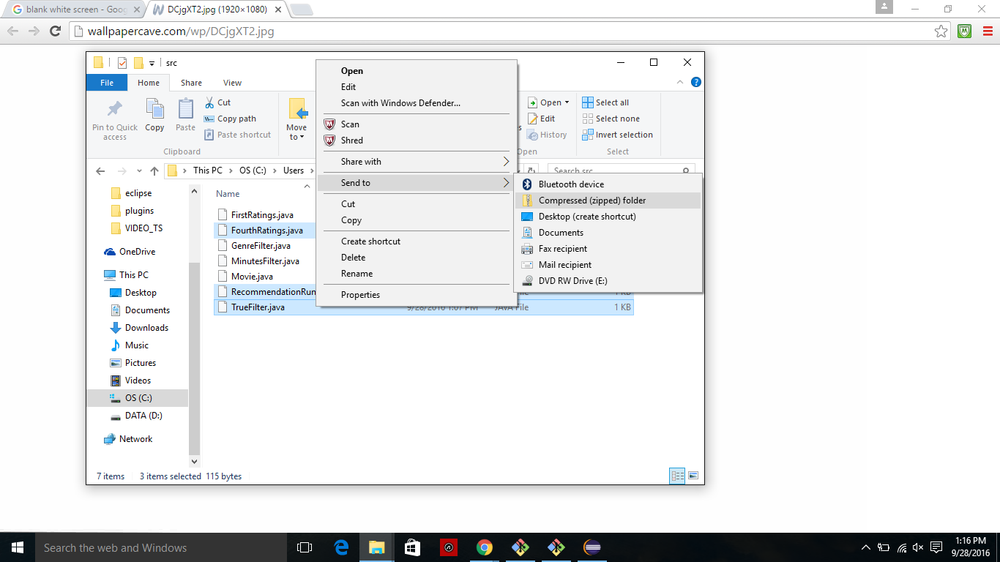 blank white screen - Goo
DCjgXT2.jpg (1920×1080)
wallpapercave.com/wp/DCjgXT2.jpg
src
File
Home
Share
View
Pin to Quick
access
Copy
Paste
Cut
Copy path
Paste shortcut
Clipboard
Move
to
Open
Edit
History
Open
Select all
Select none
Invert selection
Select
This PC
OS (C:)
Users
Search src
eclipse
plugins
VIDEO_TS
OneDrive
This PC
Desktop
Documents
Downloads
Music
Pictures
Videos
OS (C:)
DATA (D:)
Network
Name
FirstRatings.java
FourthRatings.java
GenreFilter.java
MinutesFilter.java
Movie.java
RecommendationRun
1 KB
TrueFilter.java 9/28/2016 1:07 PM JAVA File 1 KB
Open
Edit
Scan with Windows Defender...
Scan
Shred
Share with
Send to
Cut
Copy
Create shortcut
Delete
Rename
Properties
Bluetooth device
Compressed (zipped) folder
Desktop (create shortcut)
Documents
Fax recipient
Mail recipient
DVD RW Drive (E:)
7 items 3 items selected 115 bytes
Search the web and Windows
1:16 PM
9/28/2016